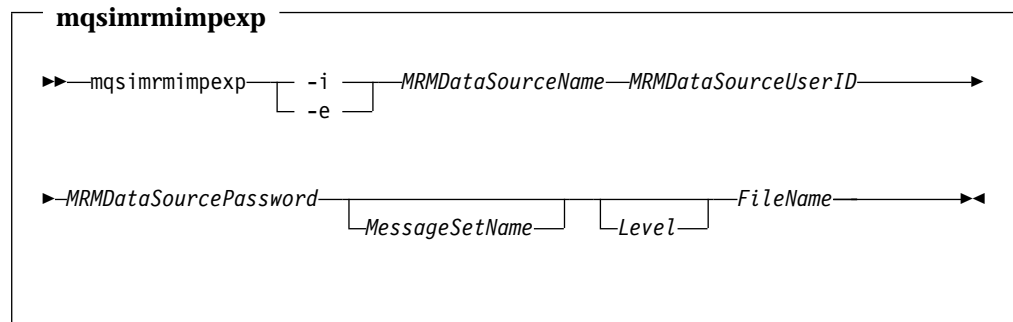 mqsimrmimpexp
mqsimrmimpexp -i MRMDataSourceName MRMDataSourceUserID
-e
MRMDataSourcePassword FileName
MessageSetName Level